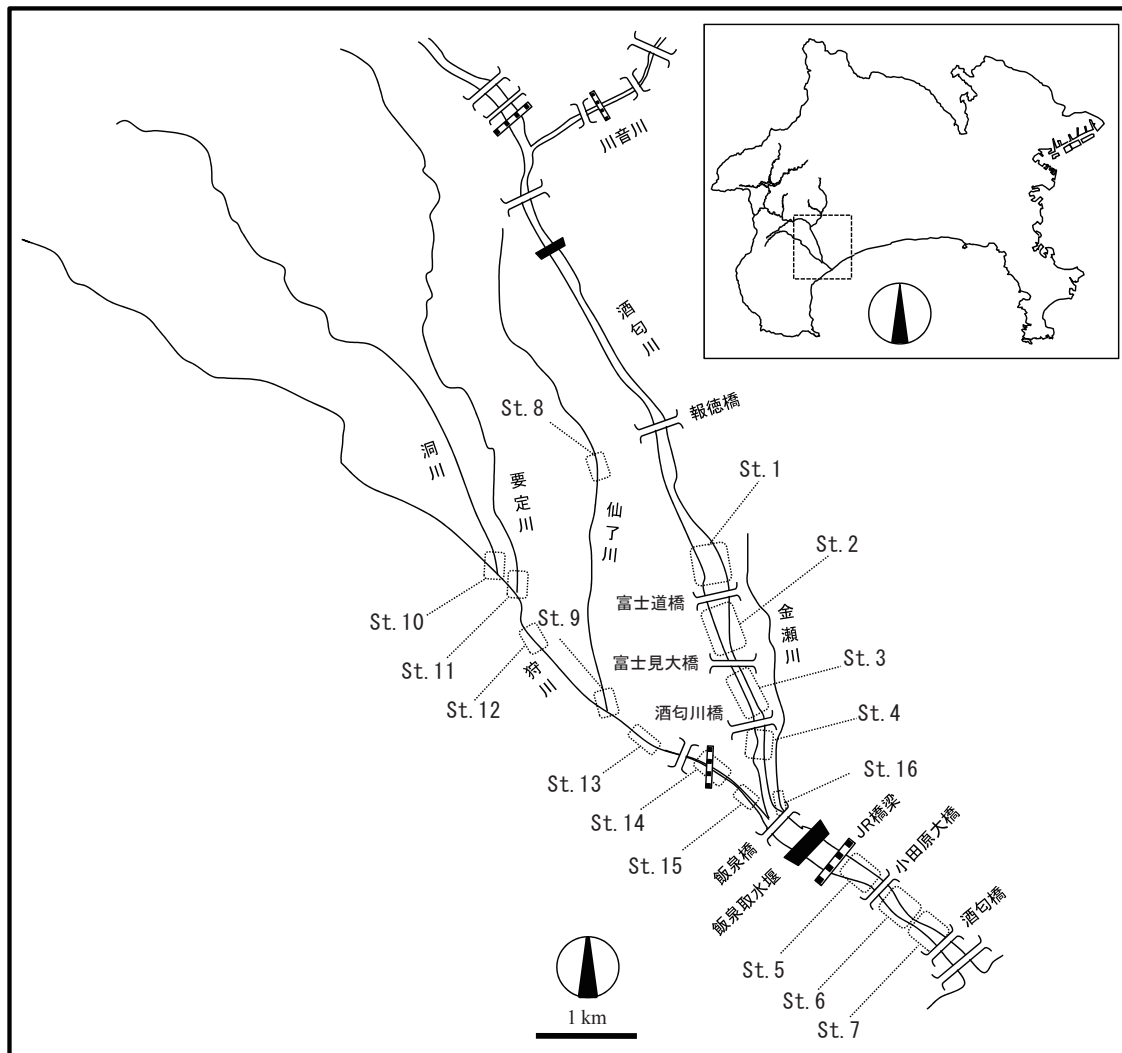 川音川
酒匂川
報徳橋
St. 8
洞川
要定川
仙了川
St. 1
St. 2
富士道橋
金瀬川
St. 10
St. 9
富士見大橋
St. 3
St. 11
狩川
St. 12
酒匂川橋
St. 4
St. 13
St. 16
St. 14
JR橋梁
小田原大橋
St. 15
飯泉橋
飯泉取水堰
酒匂橋
St. 5
St. 6
St. 7
1 km